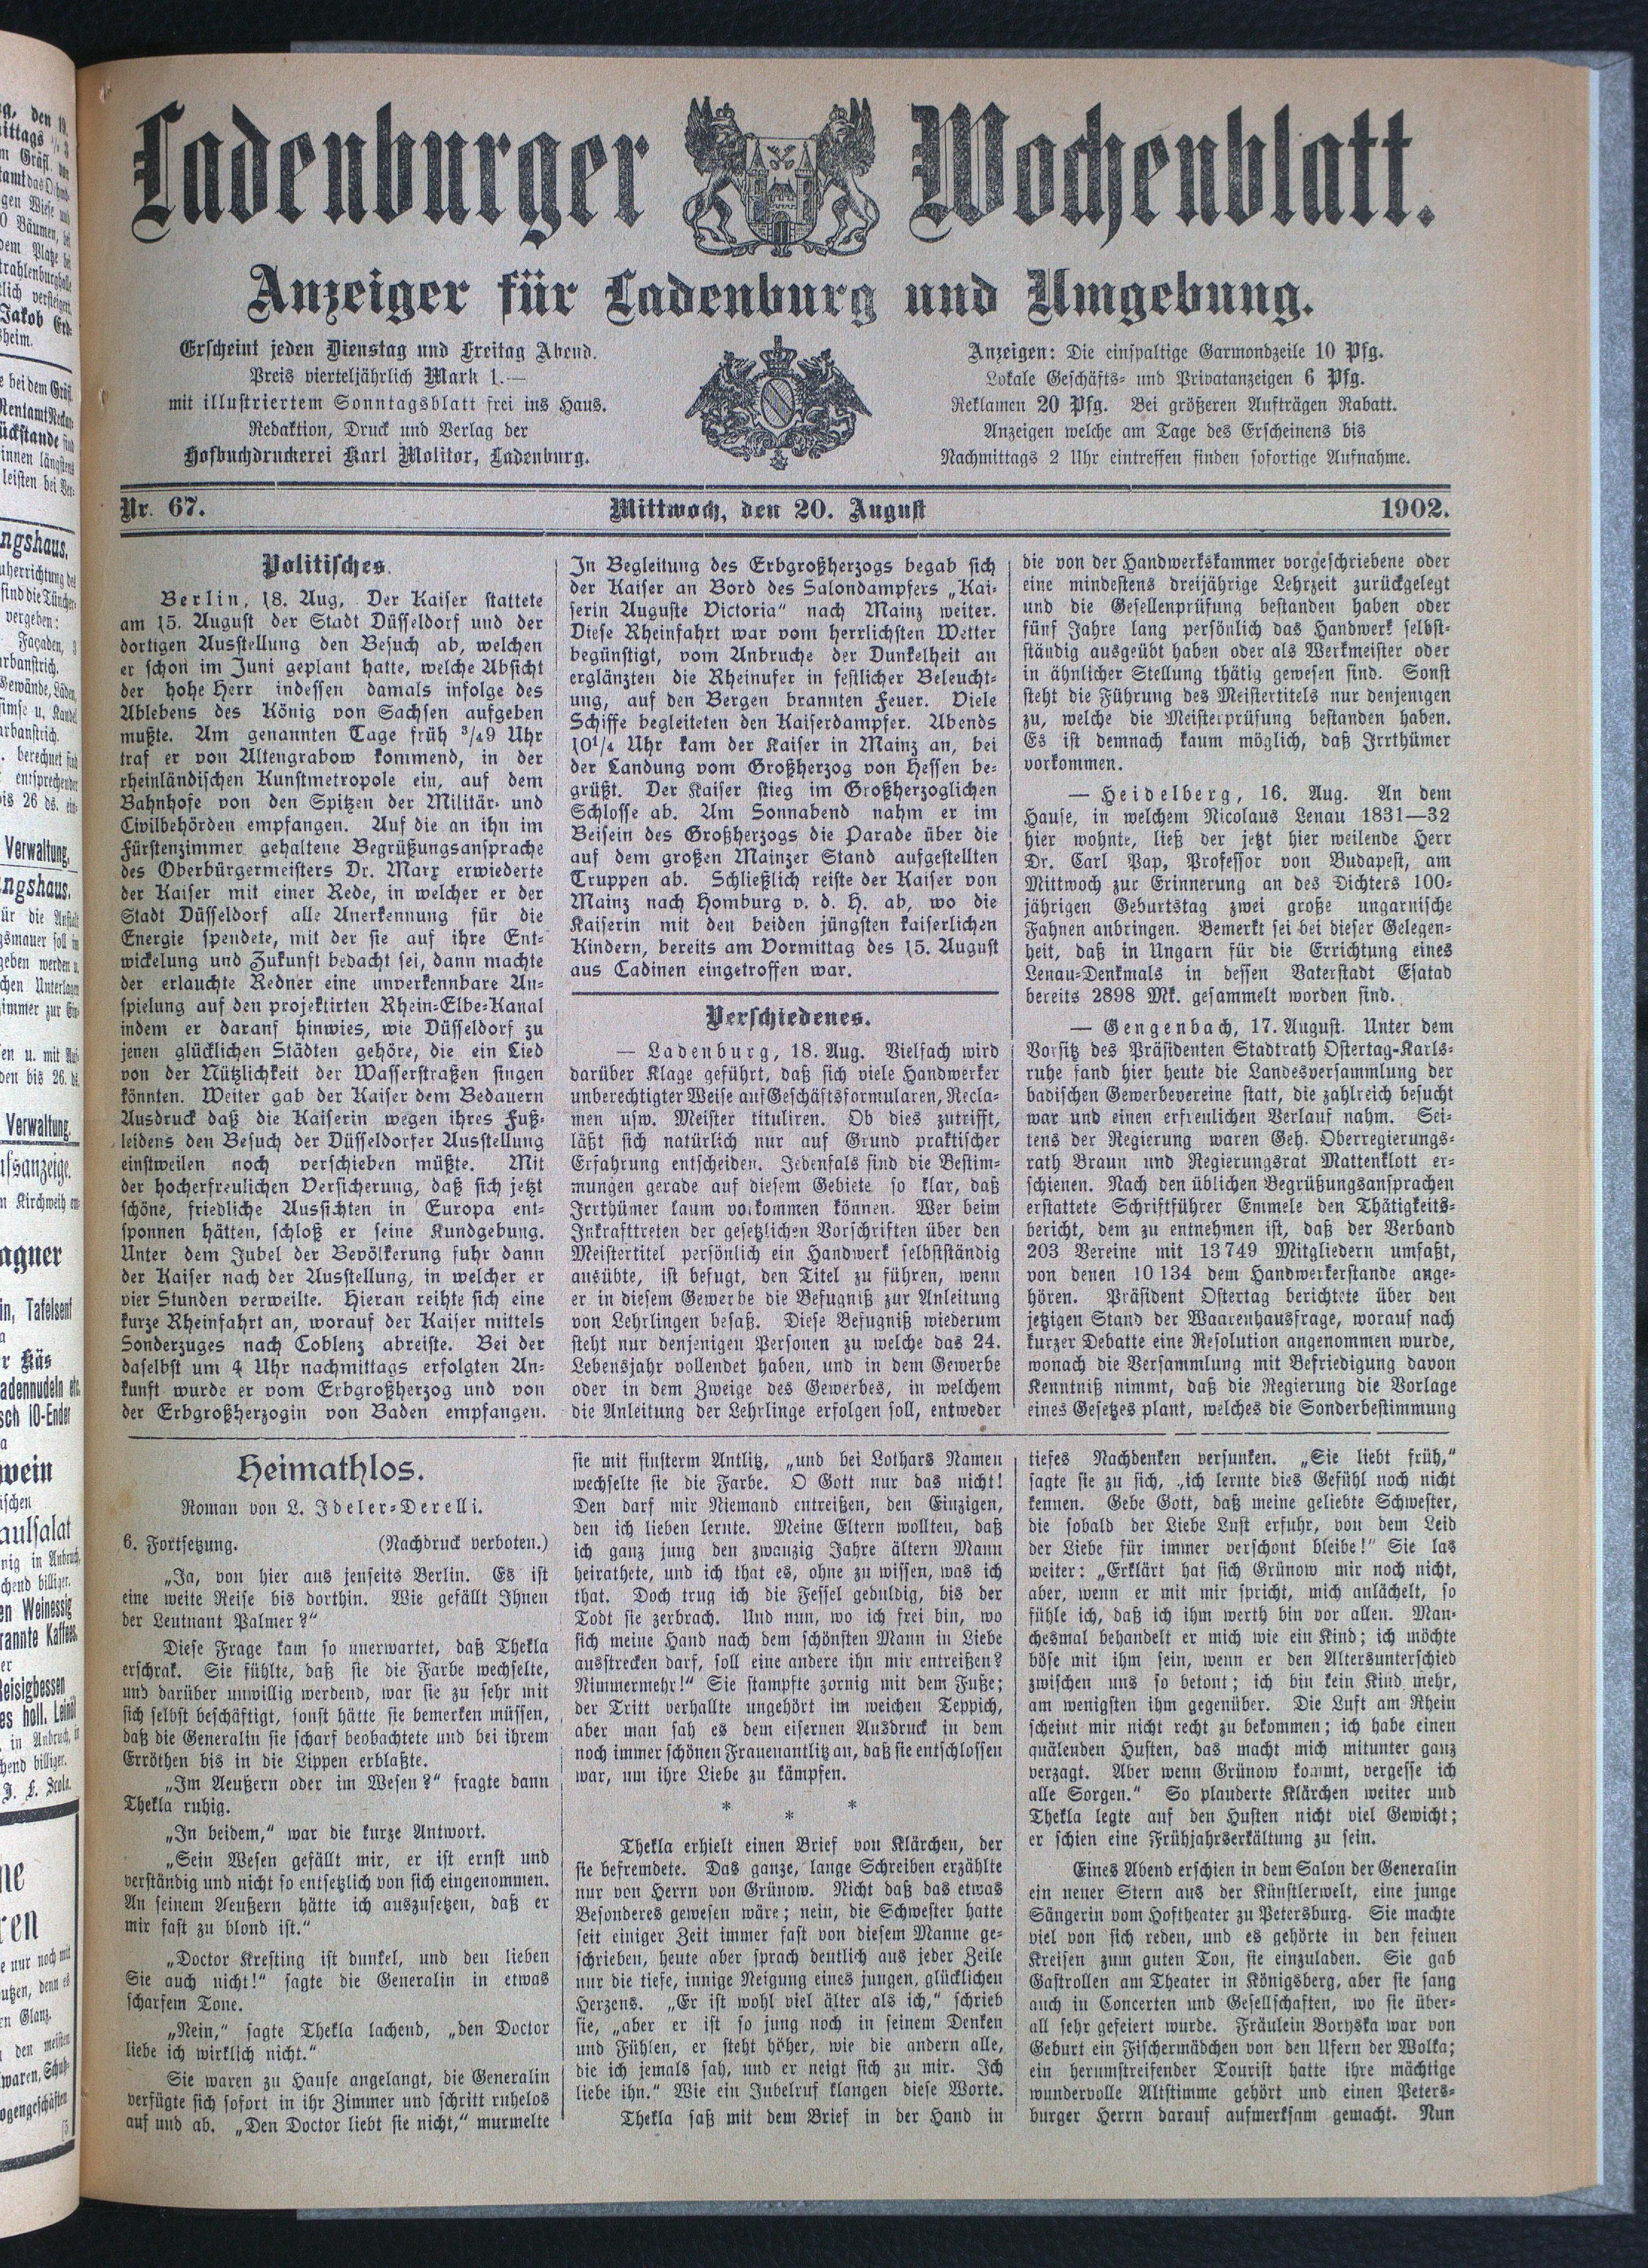 Ladenburger Wochenblatt.
Anzeiger für Ladenburg und Umgebung.
Erscheint jeden Dienstag und Freitag Abend.
Preis vierteljährlich Mark 1.—
mit illustriertem Sonntagsblatt frei ins Haus.
Redaktion, Druck und Verlag der
Hofbuchdruckerei Karl Molitor, Ladenburg.
Anzeigen: Die einspaltige Garmondzeile 10 Pfg.
Lokale Geschäfts- und Privatanzeigen 6 Pfg.
Reklamen 20 Pfg. Bei größeren Aufträgen Rabatt.
Anzeigen welche am Tage des Erscheinens bis
Nachmittags 2 Uhr eintreffen finden sofortige Aufnahme.
Nr. 67. Mittwoch, den 20. August 1902.
Politisches.
Berlin, 18. Aug. Der Kaiser stattete
am 15. August der Stadt Düsseldorf und der
dortigen Ausstellung den Besuch ab, welchen
er schon im Juni geplant hatte, welche Absicht
der hohe Herr indessen damals infolge des
Ablebens des König von Sachsen aufgeben
mußte. Am genannten Tage früh 3/49 Uhr
traf er von Altengrabow kommend, in der
rheinländischen Kunstmetropole ein, auf dem
Bahnhofe von den Spitzen der Militär- und
Civilbehörden empfangen. Auf die an ihn im
Fürstenzimmer gehaltene Begrüßungsansprache
des Oberbürgermeisters Dr. Marx erwiederte
der Kaiser mit einer Rede, in welcher er der
Stadt Düsseldorf alle Anerkennung für die
Energie spendete, mit der sie auf ihre Ent-
wickelung und Zukunft bedacht sei, dann machte
der erlauchte Redner eine unverkennbare An-
spielung auf den projektirten Rhein-Elbe-Kanal
indem er darauf hinwies, wie Düsseldorf zu
jenen glücklichen Städten gehöre, die ein Lied
von der Nützlichkeit der Wasserstraßen singen
könnten. Weiter gab der Kaiser dem Bedauern
Ausdruck daß die Kaiserin wegen ihres Fuß-
leidens den Besuch der Düsseldorfer Ausstellung
einstweilen noch verschieben müßte. Mit
der hocherfreulichen Versicherung, daß sich jetzt
schöne, friedliche Aussichten in Europa ent-
sponnen hätten, schloß er seine Kundgebung.
Unter dem Jubel der Bevölkerung fuhr dann
der Kaiser nach der Ausstellung, in welcher er
vier Stunden verweilte. Hieran reihte sich eine
kurze Rheinfahrt an, worauf der Kaiser mittels
Sonderzuges nach Coblenz abreiste. Bei der
daselbst um 4 Uhr nachmittags erfolgten An-
kunft wurde er vom Erbgroßherzog und von
der Erbgroßherzogin von Baden empfangen.
In Begleitung des Erbgroßherzogs begab sich
der Kaiser an Bord des Salondampfers „Kai-
serin Auguste Victoria“ nach Mainz weiter.
Diese Rheinfahrt war vom herrlichsten Wetter
begünstigt, vom Anbruche der Dunkelheit an
erglänzten die Rheinufer in festlicher Beleucht-
ung, auf den Bergen brannten Feuer. Viele
Schiffe begleiteten den Kaiserdampfer. Abends
10 1/4 Uhr kam der Kaiser in Mainz an, bei
der Landung vom Großherzog von Hessen be-
grüßt. Der Kaiser stieg im Großherzoglichen
Schlosse ab. Am Sonnabend nahm er im
Beisein des Großherzogs die Parade über die
auf dem großen Mainzer Stand aufgestellten
Truppen ab. Schließlich reiste der Kaiser von
Mainz nach Homburg v. d. H. ab, wo die
Kaiserin mit den beiden jüngsten kaiserlichen
Kindern, bereits am Vormittag des 15. August
aus Cadinen eingetroffen war.
Verschiedenes.
— Ladenburg, 18. Aug. Vielfach wird
darüber Klage geführt, daß sich viele Handwerker
unberechtigter Weise auf Geschäftsformularen, Recla-
men usw. Meister tituliren. Ob dies zutrifft,
läßt sich natürlich nur auf Grund praktischer
Erfahrung entscheiden. Jedenfals sind die Bestim-
mungen gerade auf diesem Gebiete so klar, daß
Irrthümer kaum vorkommen können. Wer beim
Inkrafttreten der gesetzlichen Vorschriften über den
Meistertitel persönlich ein Handwerk selbstständig
ausübte, ist befugt, den Titel zu führen, wenn
er in diesem Gewerbe die Befugniß zur Anleitung
von Lehrlingen besaß. Diese Befugniß wiederum
steht nur denjenigen Personen zu welche das 24.
Lebensjahr vollendet haben, und in dem Gewerbe
oder in dem Zweige des Gewerbes, in welchem
die Anleitung der Lehrlinge erfolgen soll, entweder
die von der Handwerkskammer vorgeschriebene oder
eine mindestens dreijährige Lehrzeit zurückgelegt
und die Gesellenprüfung bestanden haben oder
fünf Jahre lang persönlich das Handwerk selbst-
ständig ausgeübt haben oder als Werkmeister oder
in ähnlicher Stellung thätig gewesen sind. Sonst
steht die Führung des Meistertitels nur denjenigen
zu, welche die Meisterprüfung bestanden haben.
Es ist demnach kaum möglich, daß Irrthümer
vorkommen.
— Heidelberg, 16. Aug. An dem
Hause, in welchem Nicolaus Lenau 1831—32
hier wohnte, ließ der jetzt hier weilende Herr
Dr. Carl Pap, Professor von Budapest, am
Mittwoch zur Erinnerung an des Dichters 100-
jährigen Geburtstag zwei große ungarnische
Fahnen anbringen. Bemerkt sei bei dieser Gelegen-
heit, daß in Ungarn für die Errichtung eines
Lenau-Denkmals in dessen Vaterstadt Esatad
bereits 2898 Mk. gesammelt worden sind.
— Gengenbach, 17. August. Unter dem
Vorsitz des Präsidenten Stadtrath Ostertag-Karls-
ruhe fand hier heute die Landesversammlung der
badischen Gewerbevereine statt, die zahlreich besucht
war und einen erfreulichen Verlauf nahm. Sei-
tens der Regierung waren Geh. Oberregierungs-
rath Braun und Regierungsrat Mattenklott er-
schienen. Nach den üblichen Begrüßungsansprachen
erstattete Schriftführer Emmele den Thätigkeits-
bericht, dem zu entnehmen ist, daß der Verband
203 Vereine mit 13 749 Mitgliedern umfaßt,
von denen 10 134 dem Handwerkerstande ange-
hören. Präsident Ostertag berichtete über den
jetzigen Stand der Waarenhausfrage, worauf nach
kurzer Debatte eine Resolution angenommen wurde,
wonach die Versammlung mit Befriedigung davon
Kenntniß nimmt, daß die Regierung die Vorlage
eines Gesetzes plant, welches die Sonderbestimmung
Heimathlos.
Roman von L. Ideler-Derelli.
6. Fortsetzung. (Nachdruck verboten.)
„Ja, von hier aus jenseits Berlin. Es ist
eine weite Reise bis dorthin. Wie gefällt Ihnen
der Leutnant Palmer?“
Diese Frage kam so unerwartet, daß Thekla
erschrak. Sie fühlte, daß sie die Farbe wechselte,
und darüber unwillig werdend, war sie zu sehr mit
sich selbst beschäftigt, sonst hätte sie bemerken müssen,
daß die Generalin sie scharf beobachtete und bei ihrem
Erröthen bis in die Lippen erblaßte.
„Im Aeußern oder im Wesen?“ fragte dann
Thekla ruhig.
„In beidem,“ war die kurze Antwort.
„Sein Wesen gefällt mir, er ist ernst und
verständig und nicht so entsetzlich von sich eingenommen.
An seinem Aeußern hätte ich auszusetzen, daß er
mir fast zu blond ist.“
„Doctor Kresting ist dunkel, und den lieben
Sie auch nicht!“ sagte die Generalin in etwas
scharfem Tone.
„Nein,“ sagte Thekla lachend, „den Doctor
liebe ich wirklich nicht.“
Sie waren zu Hause angelangt, die Generalin
verfügte sich sofort in ihr Zimmer und schritt ruhelos
auf und ab. „Den Doctor liebt sie nicht,“ murmelte
sie mit finsterm Antlitz, „und bei Lothars Namen
wechselte sie die Farbe. O Gott nur das nicht!
Den darf mir Niemand entreißen, den Einzigen,
den ich lieben lernte. Meine Eltern wollten, daß
ich ganz jung den zwanzig Jahre ältern Mann
heirathete, und ich that es, ohne zu wissen, was ich
that. Doch trug ich die Fessel geduldig, bis der
Todt sie zerbrach. Und nun, wo ich frei bin, wo
sich meine Hand nach dem schönsten Mann in Liebe
ausstrecken darf, soll eine andere ihn mir entreißen?
Nimmermehr!“ Sie stampfte zornig mit dem Fuße;
der Tritt verhallte ungehört im weichen Teppich,
aber man sah es dem eisernen Ausdruck in dem
noch immer schönen Frauenantlitz an, daß sie entschlossen
war, um ihre Liebe zu kämpfen.
* * *
Thekla erhielt einen Brief von Klärchen, der
sie befremdete. Das ganze, lange Schreiben erzählte
nur von Herrn von Grünow. Nicht daß das etwas
Besonderes gewesen wäre; nein, die Schwester hatte
seit einiger Zeit immer fast von diesem Manne ge-
schrieben, heute aber sprach deutlich aus jeder Zeile
nur die tiefe, innige Neigung eines jungen, glücklichen
Herzens. „Er ist wohl viel älter als ich,“ schrieb
sie, „aber er ist so jung noch in seinem Denken
und Fühlen, er steht höher, wie die andern alle,
die ich jemals sah, und er neigt sich zu mir. Ich
liebe ihn.“ Wie ein Jubelruf klangen diese Worte.
Thekla saß mit dem Brief in der Hand in
tiefes Nachdenken versunken. „Sie liebt früh,“
sagte sie zu sich, „ich lernte dies Gefühl noch nicht
kennen. Gebe Gott, daß meine geliebte Schwester,
die sobald der Liebe Lust erfuhr, von dem Leid
der Liebe für immer verschont bleibe!“ Sie las
weiter: „Erklärt hat sich Grünow mir noch nicht,
aber, wenn er mit mir spricht, mich anlächelt, so
fühle ich, daß ich ihm werth bin vor allen. Man-
chesmal behandelt er mich wie ein Kind; ich möchte
böse mit ihm sein, wenn er den Altersunterschied
zwischen uns so betont; ich bin kein Kind mehr,
am wenigsten ihm gegenüber. Die Luft am Rhein
scheint mir nicht recht zu bekommen; ich habe einen
quälenden Husten, das macht mich mitunter ganz
verzagt. Aber wenn Grünow kommt, vergesse ich
alle Sorgen.“ So plauderte Klärchen weiter und
Thekla legte auf den Husten nicht viel Gewicht;
er schien eine Frühjahrserkältung zu sein.
Eines Abend erschien in dem Salon der Generalin
ein neuer Stern aus der Künstlerwelt, eine junge
Sängerin vom Hoftheater zu Petersburg. Sie machte
viel von sich reden, und es gehörte in den feinen
Kreisen zum guten Ton, sie einzuladen. Sie gab
Gastrollen am Theater in Königsberg, aber sie sang
auch in Concerten und Gesellschaften, wo sie über-
all sehr gefeiert wurde. Fräulein Boryska war von
Geburt ein Fischermädchen von den Ufern der Wolka;
ein herumstreifender Tourist hatte ihre mächtige
wundervolle Altstimme gehört und einen Peters-
burger Herrn darauf aufmerksam gemacht. Nun